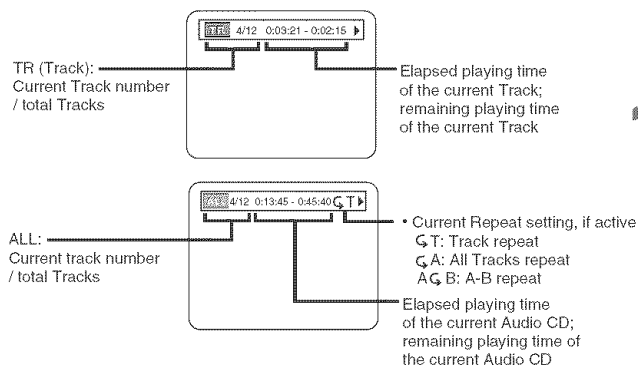 4/12 0:03:21 - 0:02:15
TR (Track):
Current Track number
/ total Tracks
Elapsed playing time
of the current Track;
remaining playing time
of the current Track
4/12 0:13:45 - 0:45:40 T
ALL:
Current track number
/ total Tracks
• Current Repeat setting, if active
T: Track repeat
A: All Tracks repeat
A B: A-B repeat
Elapsed playing time
of the current Audio CD;
remaining playing time of
the current Audio CD